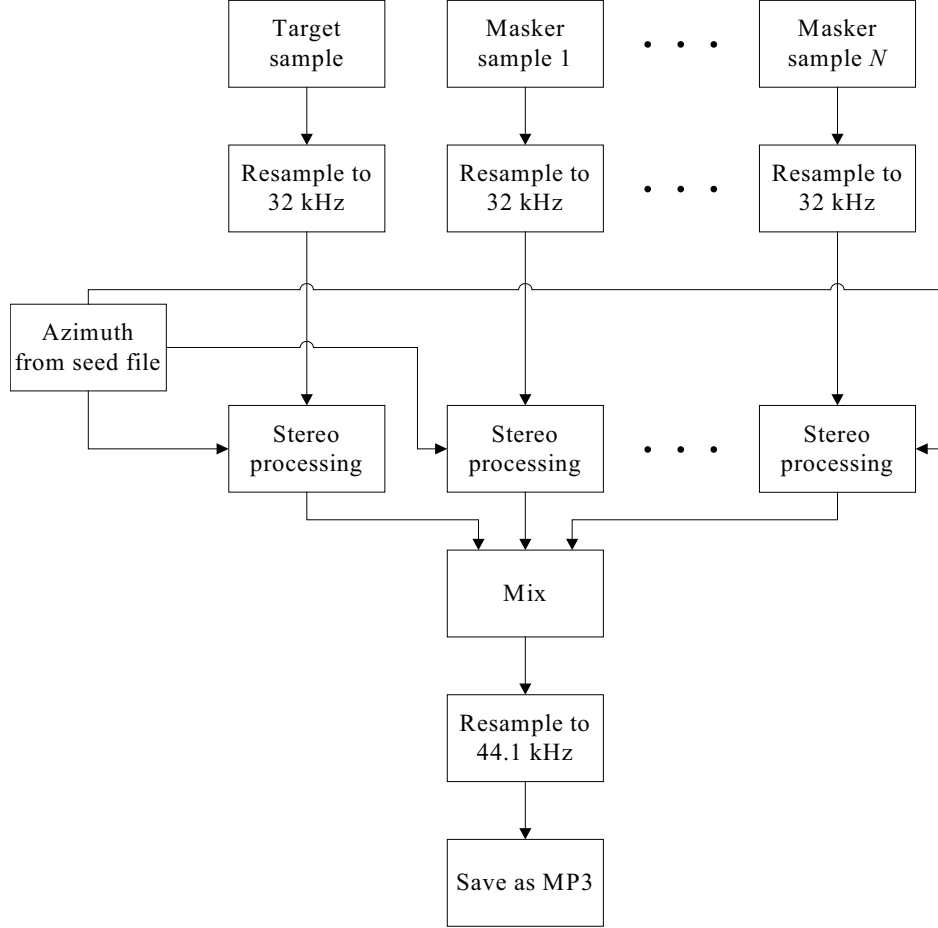 Target
sample
Masker
sample 1
Masker
sample N
Resample to
32 kHz
Resample to
32 kHz
Resample to
32 kHz
Azimuth
from seed file
Stereo
processing
Stereo
processing
Stereo
processing
Mix
Resample to
44.1 kHz
Save as MP3